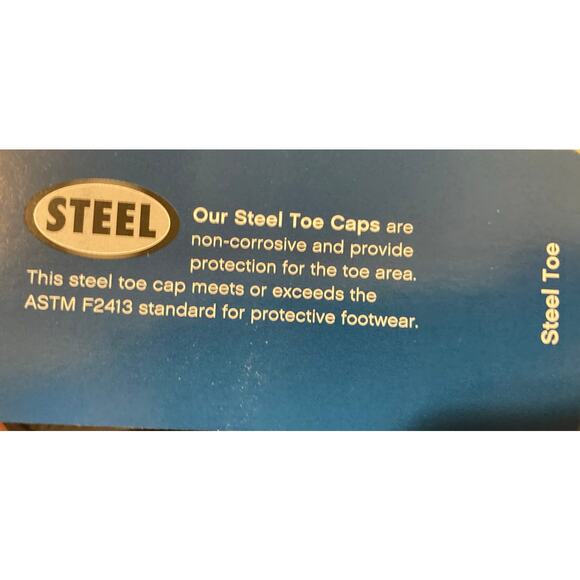 STEEL
Our Steel Toe Caps are
non-corrosive and provide
protection for the toe area.
This steel toe cap meets or exceeds the
ASTM F2413 standard for protective footwear.
Steel Toe